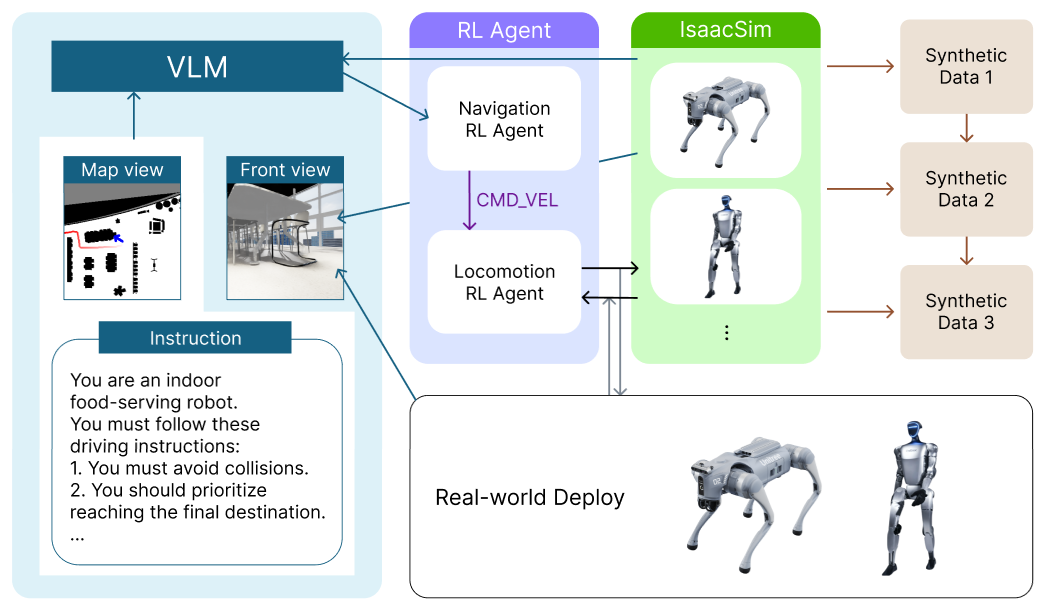 VLM
Map view
Front view
Instruction
You are an indoor
food-serving robot.
You must follow these
driving instructions:
1. You must avoid collisions.
2. You should prioritize
reaching the final destination.
...
RL Agent
Navigation
RL Agent
CMD_VEL
Locomotion
RL Agent
IsaacSim
⋮
Synthetic
Data 1
Synthetic
Data 2
Synthetic
Data 3
Real-world Deploy